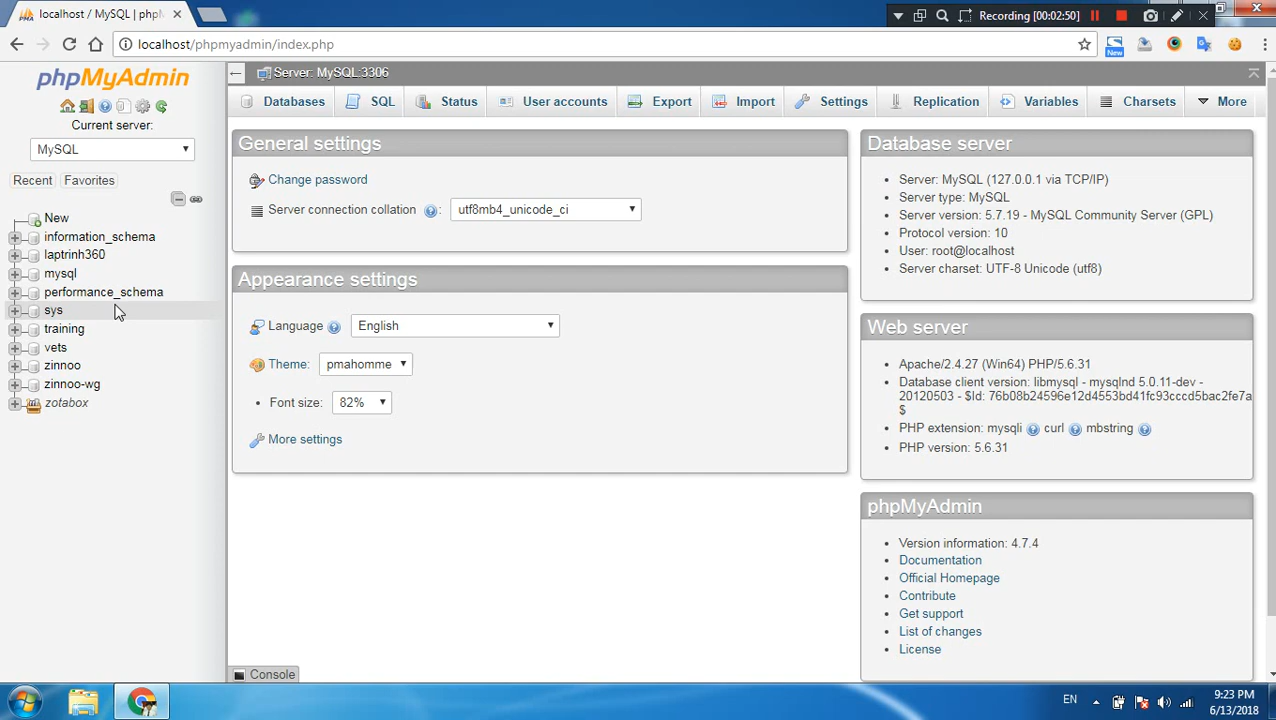 localhost / MySQL | phpM
Recording [00:02:50]
localhost/phpmyadmin/index.php
New
phpMyAdmin
Current server:
MySQL
Recent Favorites
New
information_schema
laptrinh360
mysql
performance_schema
sys
training
vets
zinnoo
zinnoo-wg
zotabox
Server: MySQL:3306
Databases SQL Status User accounts Export Import Settings Replication Variables Charsets More
General settings
Change password
Server connection collation : utf8mb4_unicode_ci
Appearance settings
Language English
Theme: pmahomme
• Font size: 82%
More settings
Database server
• Server: MySQL (127.0.0.1 via TCP/IP)
• Server type: MySQL
• Server version: 5.7.19 - MySQL Community Server (GPL)
• Protocol version: 10
• User: root@localhost
• Server charset: UTF-8 Unicode (utf8)
Web server
• Apache/2.4.27 (Win64) PHP/5.6.31
• Database client version: libmysql - mysqlnd 5.0.11-dev -
20120503 - $Id: 76b08b24596e12d4553bd41fc93cccd5bac2fe7a
$
• PHP extension: mysqli curl mbstring
• PHP version: 5.6.31
phpMyAdmin
• Version information: 4.7.4
• Documentation
• Official Homepage
• Contribute
• Get support
• List of changes
• License
Console
EN
9:23 PM
6/13/2018